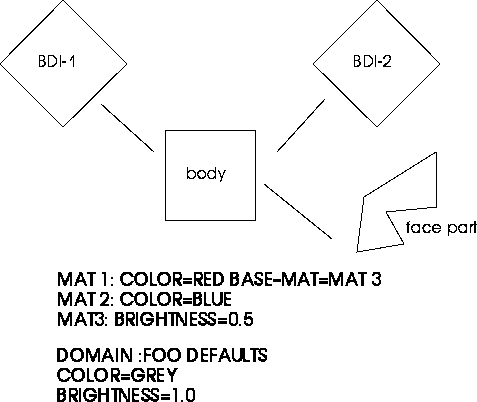 BDI-1
BDI-2
body
face part
MAT 1: COLOR=RED BASE-MAT=MAT 3
MAT 2: COLOR=BLUE
MAT3: BRIGHTNESS=0.5
DOMAIN :FOO DEFAULTS
COLOR=GREY
BRIGHTNESS=1.0